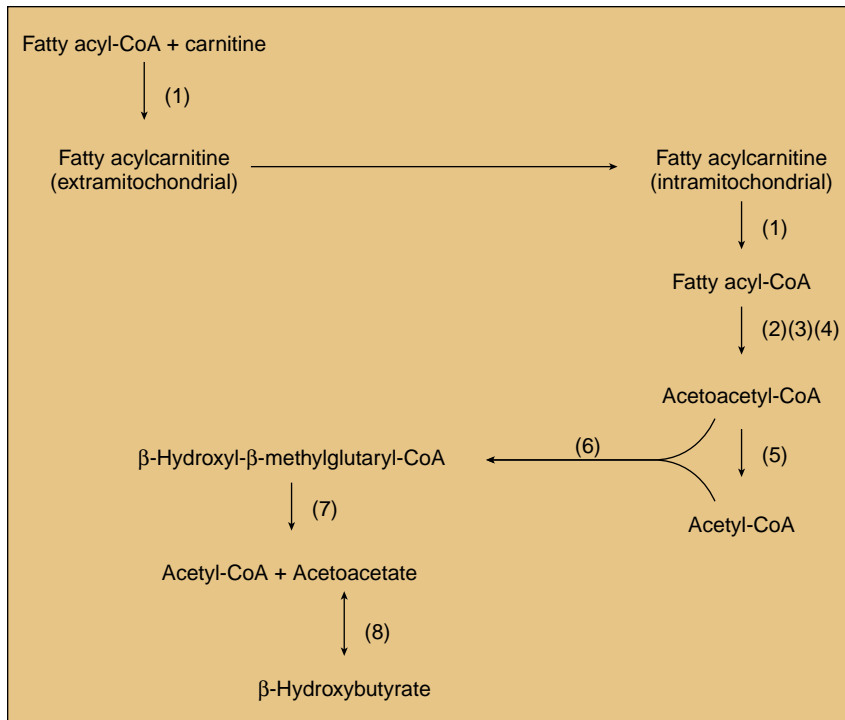 Fatty acyl-CoA + carnitine
(1)
Fatty acylcarnitine
(extramitochondrial)
Fatty acylcarnitine
(intramitochondrial)
(1)
Fatty acyl-CoA
(2)(3)(4)
Acetoacetyl-CoA
(6)
(5)
β-Hydroxyl-β-methylglutaryl-CoA
(7)
Acetyl-CoA
Acetyl-CoA + Acetoacetate
(8)
β-Hydroxybutyrate